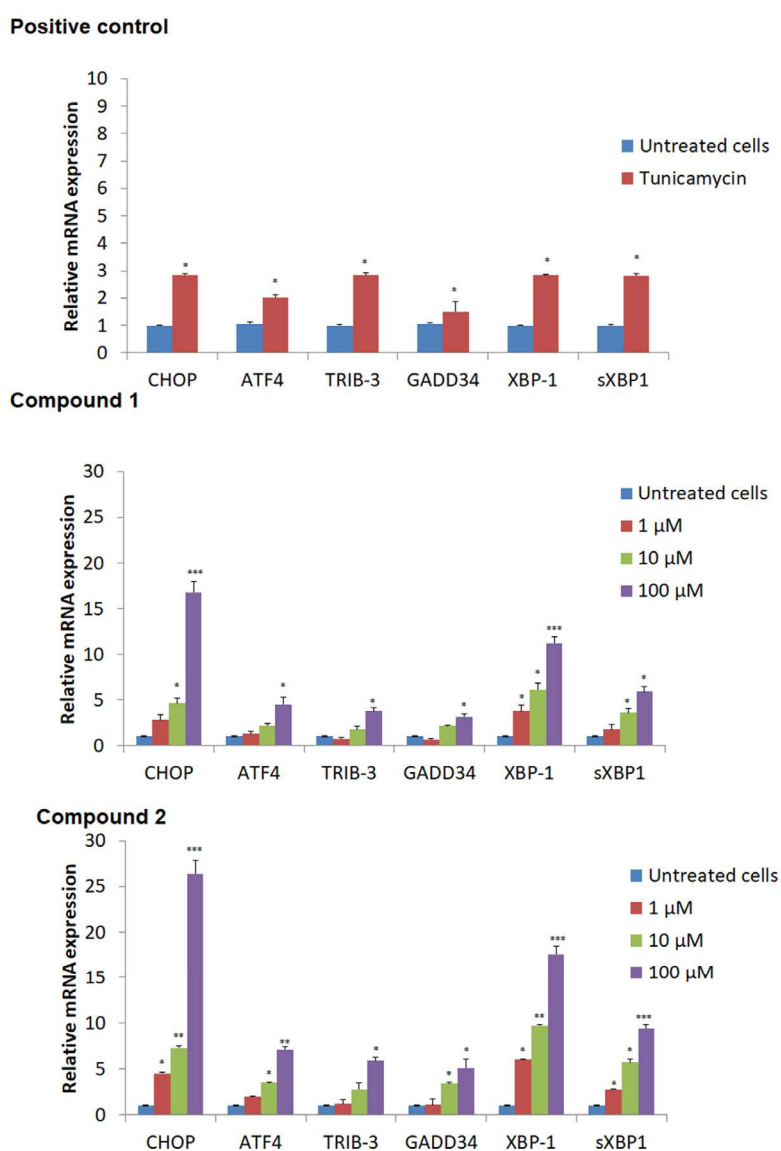 Positive control
Relative mRNA expression
10
9
8
7
6
5
4
3
2
1
0
Untreated cells
Tunicamycin
* * * * * *
CHOP ATF4 TRIB-3 GADD34 XBP-1 sXBP1
Compound 1
Relative mRNA expression
30
25
20
15
10
5
0
Untreated cells
1 µM
10 µM
100 µM
* *** * * * * * *** * *
CHOP ATF4 TRIB-3 GADD34 XBP-1 sXBP1
Compound 2
Relative mRNA expression
30
25
20
15
10
5
0
Untreated cells
1 µM
10 µM
100 µM
* ** *** * ** * * * * ** *** * * ***
CHOP ATF4 TRIB-3 GADD34 XBP-1 sXBP1